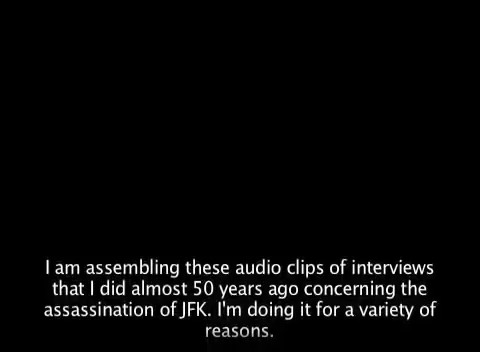 I am assembling these audio clips of interviews
that I did almost 50 years ago concerning the
assassination of JFK. I'm doing it for a variety of
reasons.